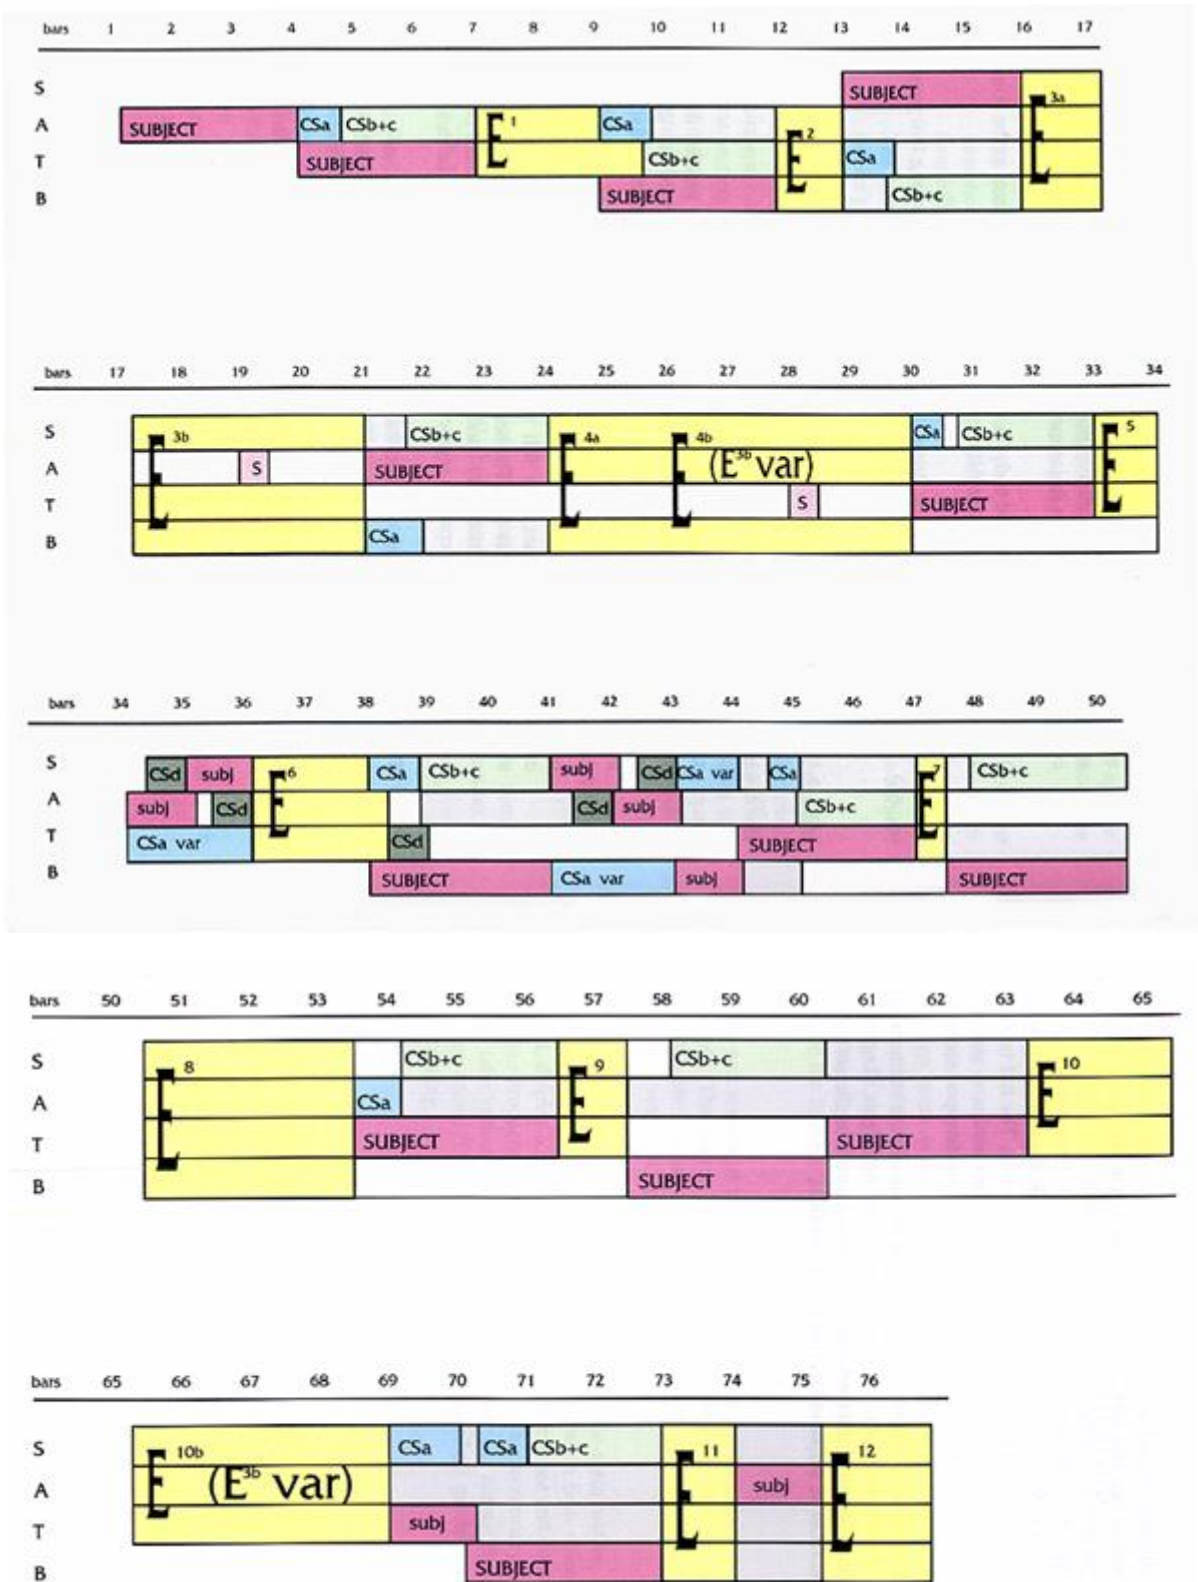 bars 1 2 3 4 5 6 7 8 9 10 11 12 13 14 15 16 17
S SUBJECT E 3a
A SUBJECT CSa CSb+c E 1 CSa E 2
T SUBJECT CSb+c CSa
B SUBJECT CSb+c
bars 17 18 19 20 21 22 23 24 25 26 27 28 29 30 31 32 33 34
S E 3b CSb+c E 4a E 4b CSa CSb+c E 5
A S SUBJECT (E3b var)
T S SUBJECT
B CSa
bars 34 35 36 37 38 39 40 41 42 43 44 45 46 47 48 49 50
S CSd subj E 6 CSa CSb+c subj CSd CSa var CSa E 7 CSb+c
A subj CSd CSd subj CSb+c
T CSa var CSd SUBJECT
B SUBJECT CSa var subj SUBJECT
bars 50 51 52 53 54 55 56 57 58 59 60 61 62 63 64 65
S E 8 CSb+c E 9 CSb+c E 10
A CSa
T SUBJECT SUBJECT
B SUBJECT
bars 65 66 67 68 69 70 71 72 73 74 75 76
S E 10b CSa CSa CSb+c E 11 E 12
A (E3b var) subj
T subj
B SUBJECT